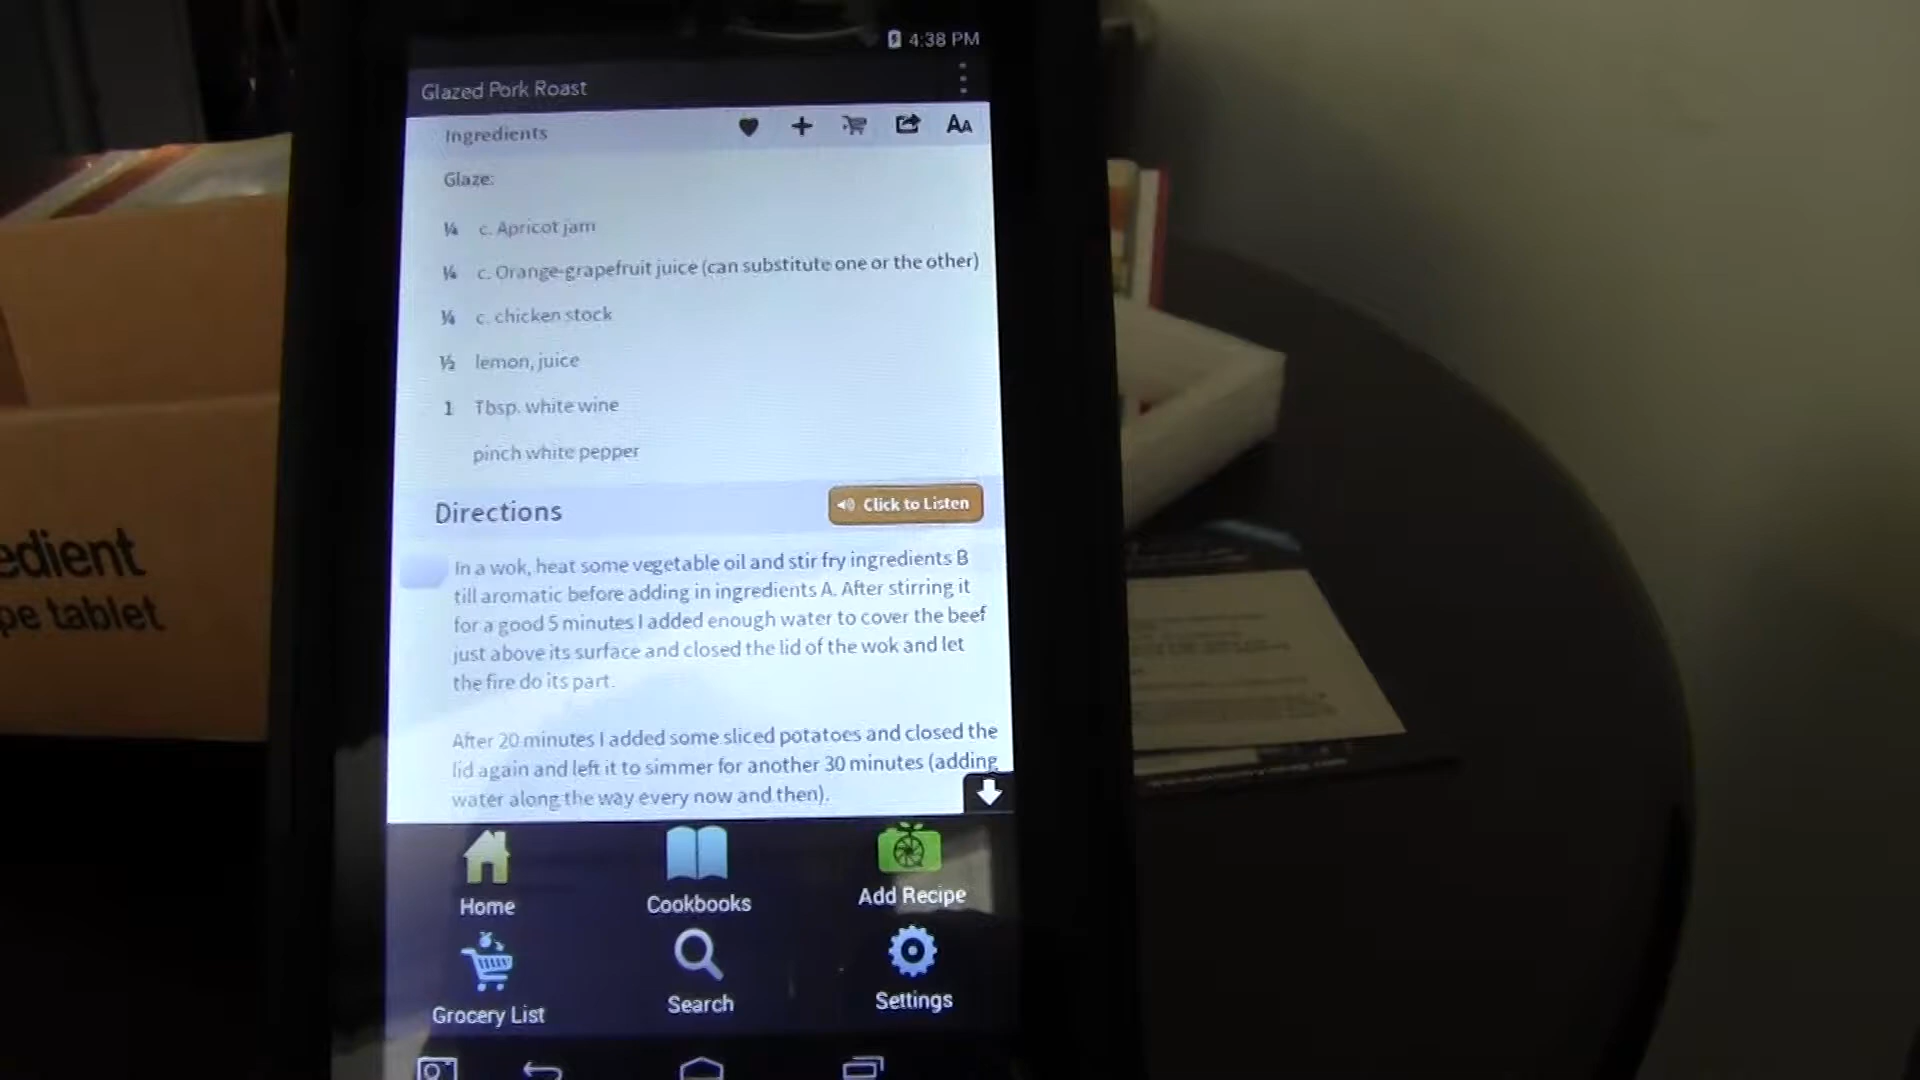 4:38 PM
Glazed Pork Roast
Ingredients
AA
Glaze:
¼ c. Apricot jam
¼ c. Orange-grapefruit juice (can substitute one or the other)
c. chicken stock
½ lemon, juice
1 Tbsp. white wine
pinch white pepper
Directions
Click to Listen
In a wok, heat some vegetable oil and stir fry ingredients B
till aromatic before adding in ingredients A. After stirring it
for a good 5 minutes I added enough water to cover the beef
just above its surface and closed the lid of the wok and let
the fire do its part.
After 20 minutes I added some sliced potatoes and closed the
lid again and left it to simmer for another 30 minutes (adding
water along the way every now and then).
Home
Cookbooks
Add Recipe
Grocery List
Search
Settings
edient
pe tablet